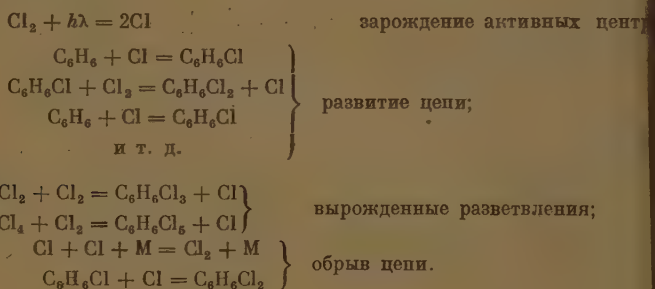 Cl₂ + hλ = 2Cl зарождение активных
C₆H₆ + Cl = C₆H₆Cl
C₆H₆Cl + Cl₂ = C₆H₆Cl₂ + Cl
развитие цепи;
C₆H₆ + Cl = C₆H₆Cl
и т. д.
Cl₂ + Cl₂ = C₆H₆Cl₃ + Cl
вырожденные разветвления;
Cl₄ + Cl₂ = C₆H₆Cl₅ + Cl
Cl + Cl + M = Cl₂ + M
обрыв цепи.
C₆H₆Cl + Cl = C₆H₆Cl₂